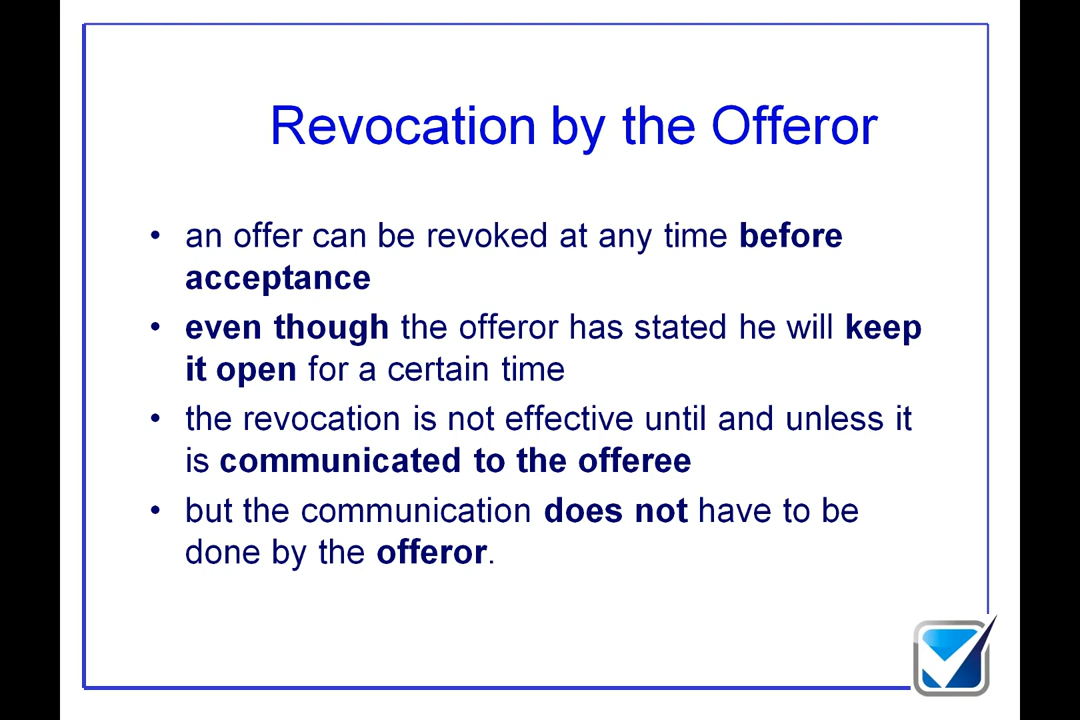 Revocation by the Offeror
• an offer can be revoked at any time before
acceptance
• even though the offeror has stated he will keep
it open for a certain time
• the revocation is not effective until and unless it
is communicated to the offeree
• but the communication does not have to be
done by the offeror.